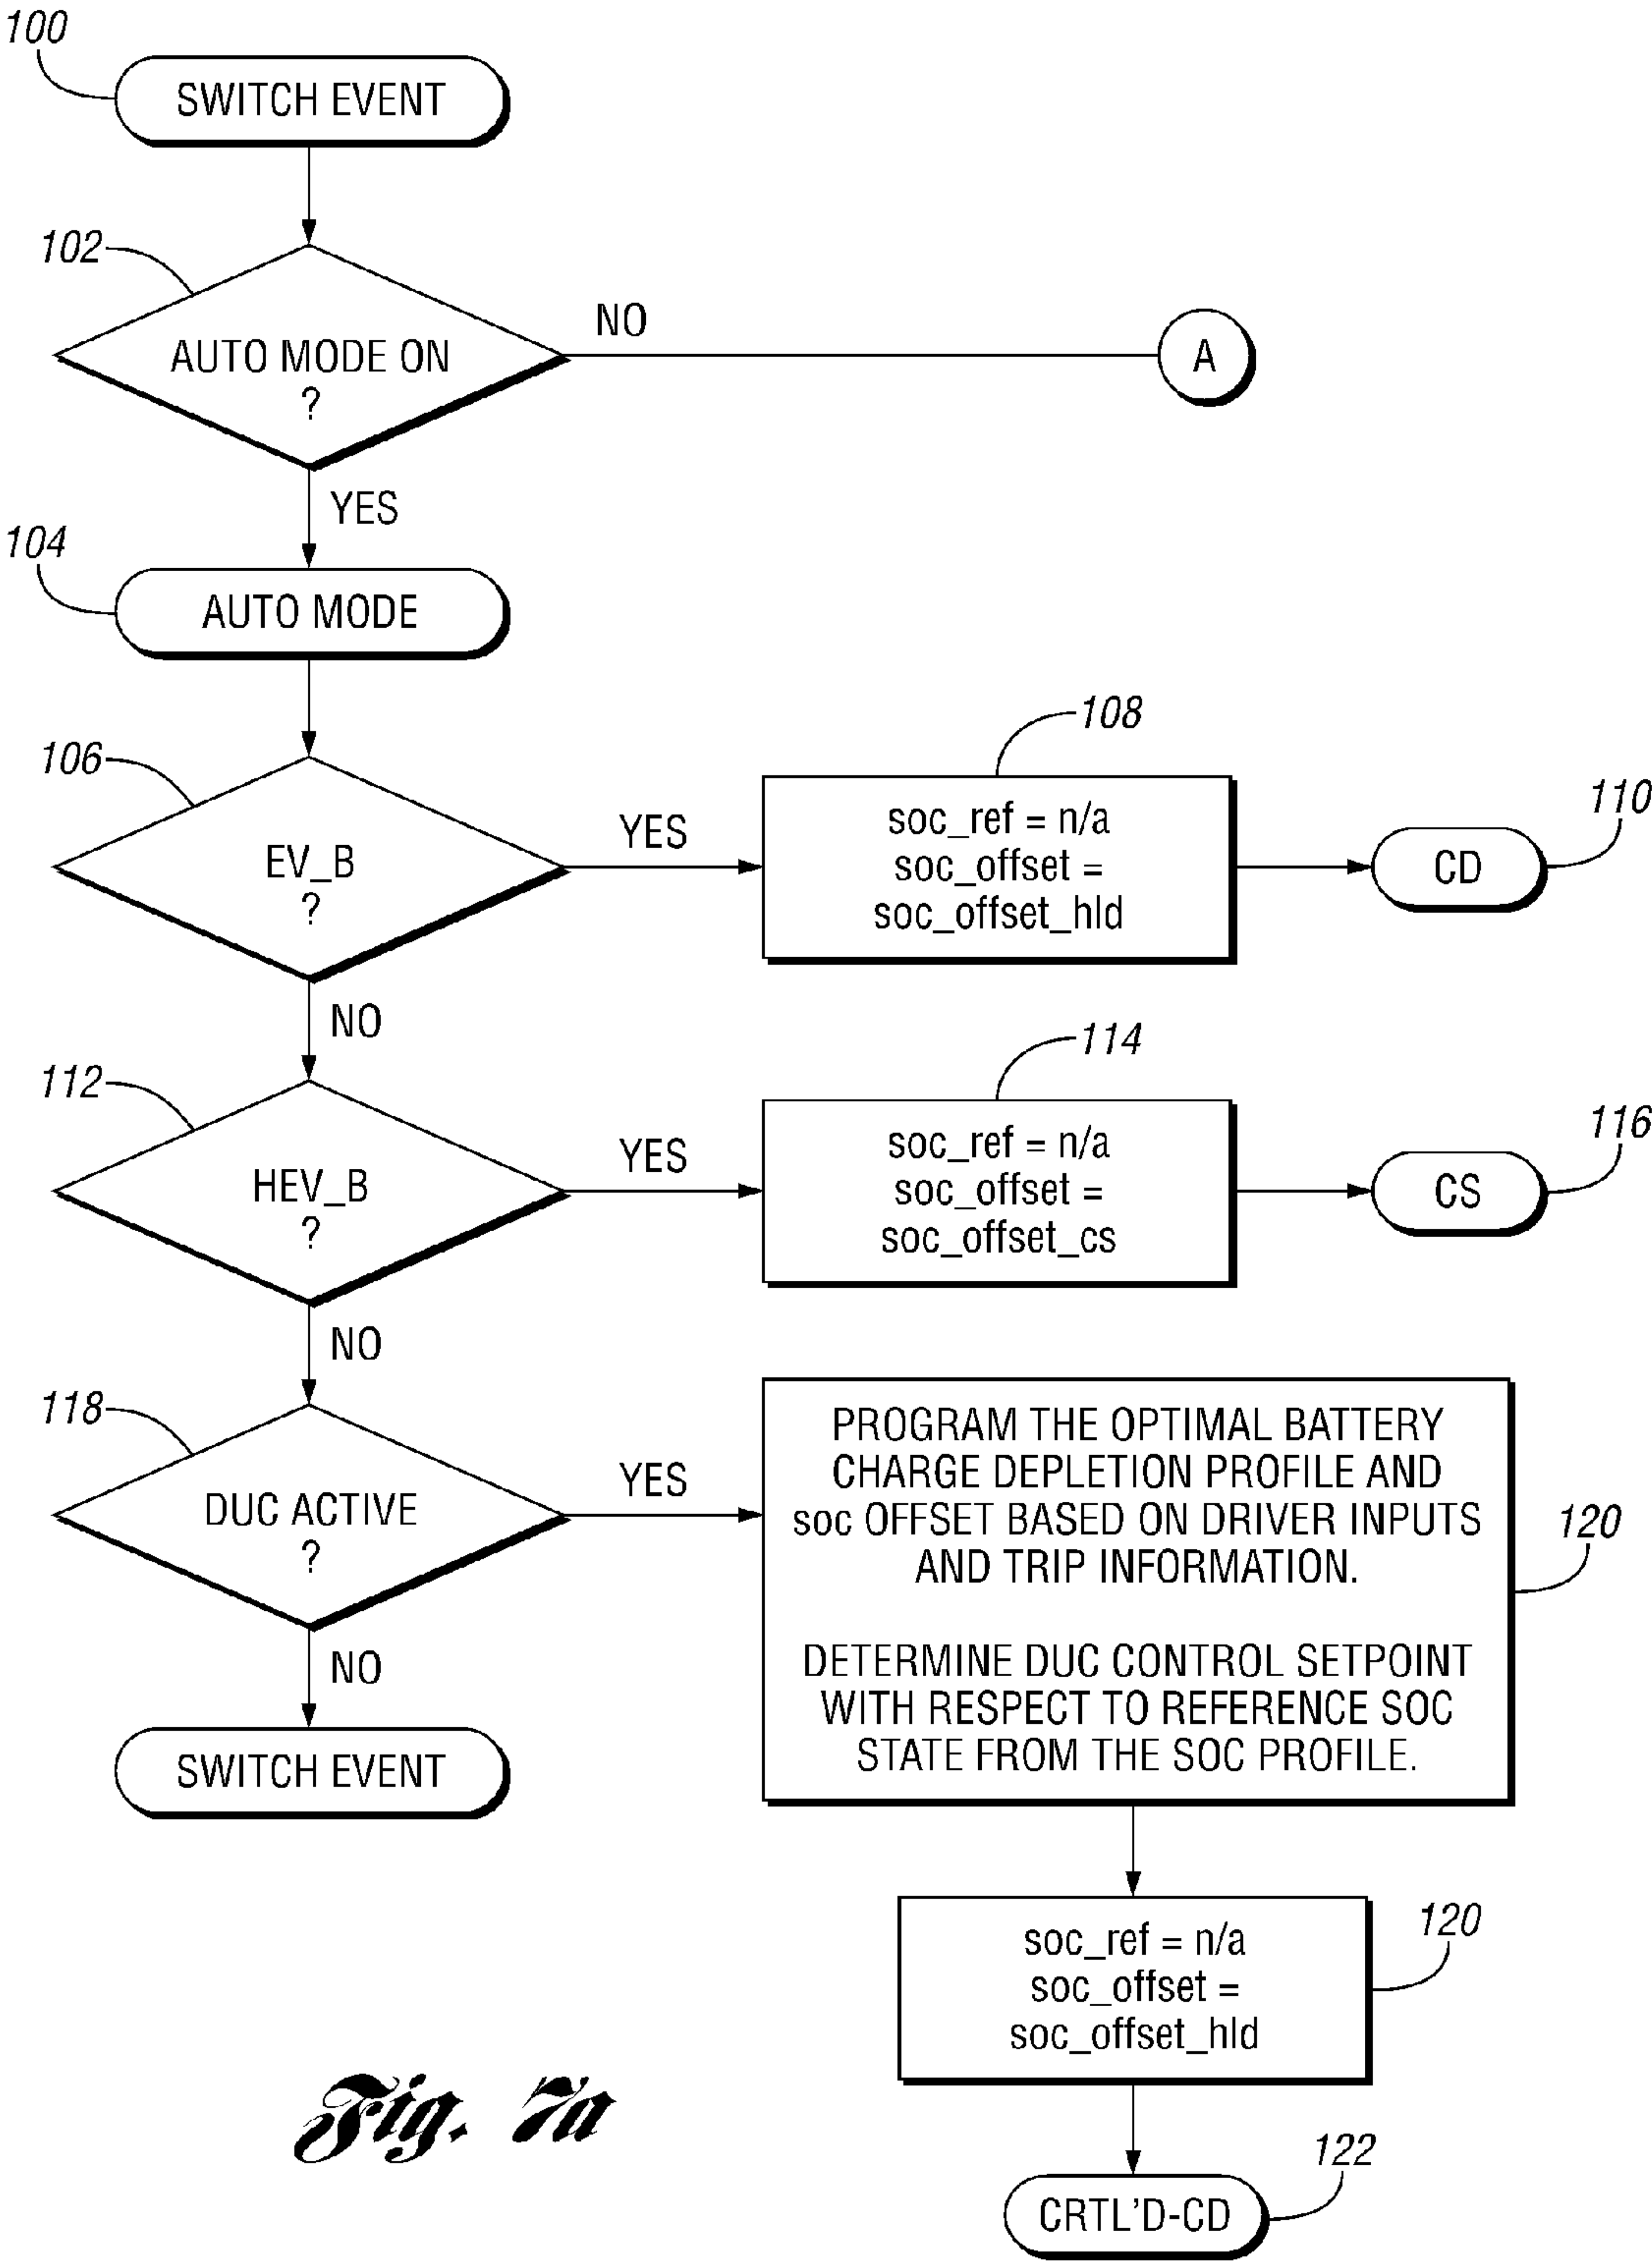 100
SWITCH EVENT
102
AUTO MODE ON
?
NO
A
YES
104
AUTO MODE
106
EV_B
?
YES
108
soc_ref = n/a
soc_offset =
soc_offset_hld
110
CD
NO
112
HEV_B
?
YES
114
soc_ref = n/a
soc_offset =
soc_offset_cs
116
CS
NO
118
DUC ACTIVE
?
YES
PROGRAM THE OPTIMAL BATTERY
CHARGE DEPLETION PROFILE AND
soc OFFSET BASED ON DRIVER INPUTS
AND TRIP INFORMATION.
DETERMINE DUC CONTROL SETPOINT
WITH RESPECT TO REFERENCE SOC
STATE FROM THE SOC PROFILE.
120
NO
SWITCH EVENT
soc_ref = n/a
soc_offset =
soc_offset_hld
120
122
CRTL'D-CD
Fig. 7a